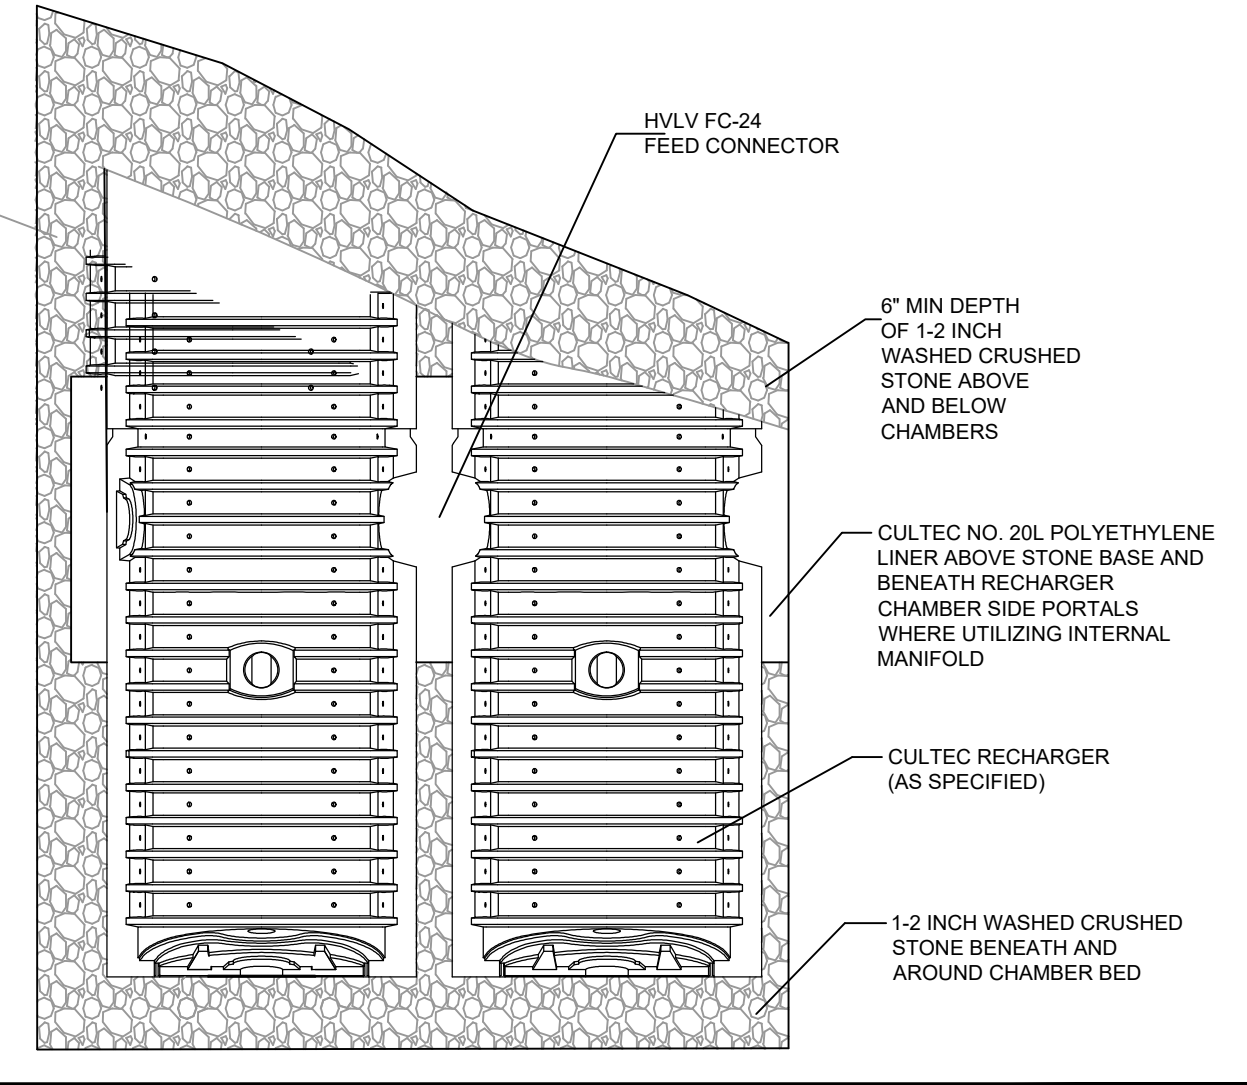 HVLV FC-24
FEED CONNECTOR
6" MIN DEPTH
OF 1-2 INCH
WASHED CRUSHED
STONE ABOVE
AND BELOW
CHAMBERS
CULTEC NO. 20L POLYETHYLENE
LINER ABOVE STONE BASE AND
BENEATH RECHARGER
CHAMBER SIDE PORTALS
WHERE UTILIZING INTERNAL
MANIFOLD
CULTEC RECHARGER
(AS SPECIFIED)
1-2 INCH WASHED CRUSHED
STONE BENEATH AND
AROUND CHAMBER BED